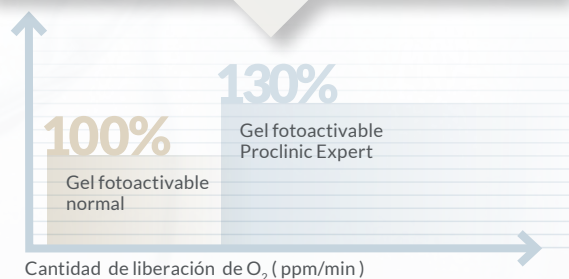 130%
Gel fotoactivable
Proclinic Expert
100%
Gel fotoactivable
normal
Cantidad de liberación de O₂ ( ppm/min )